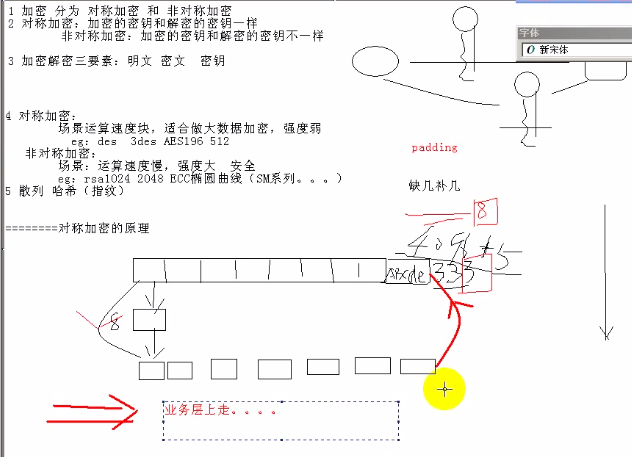 1 加密 分为 对称加密 和 非对称加密
2 对称加密：加密的密钥和解密的密钥一样
非对称加密：加密的密钥和解密的密钥不一样
3 加密解密三要素：明文 密文 密钥
4 对称加密：
场景运算速度块，适合做大数据加密，强度弱
eg：des 3des AES196 512
非对称加密：
场景：运算速度慢，强度大 安全
eg：rsa1024 2048 ECC椭圆曲线（SM系列。。。）
5 散列 哈希（指纹）
========对称加密的原理
字体
O 新宋体
padding
缺几补几
8
abcde 333
8
业务层上走。。。。